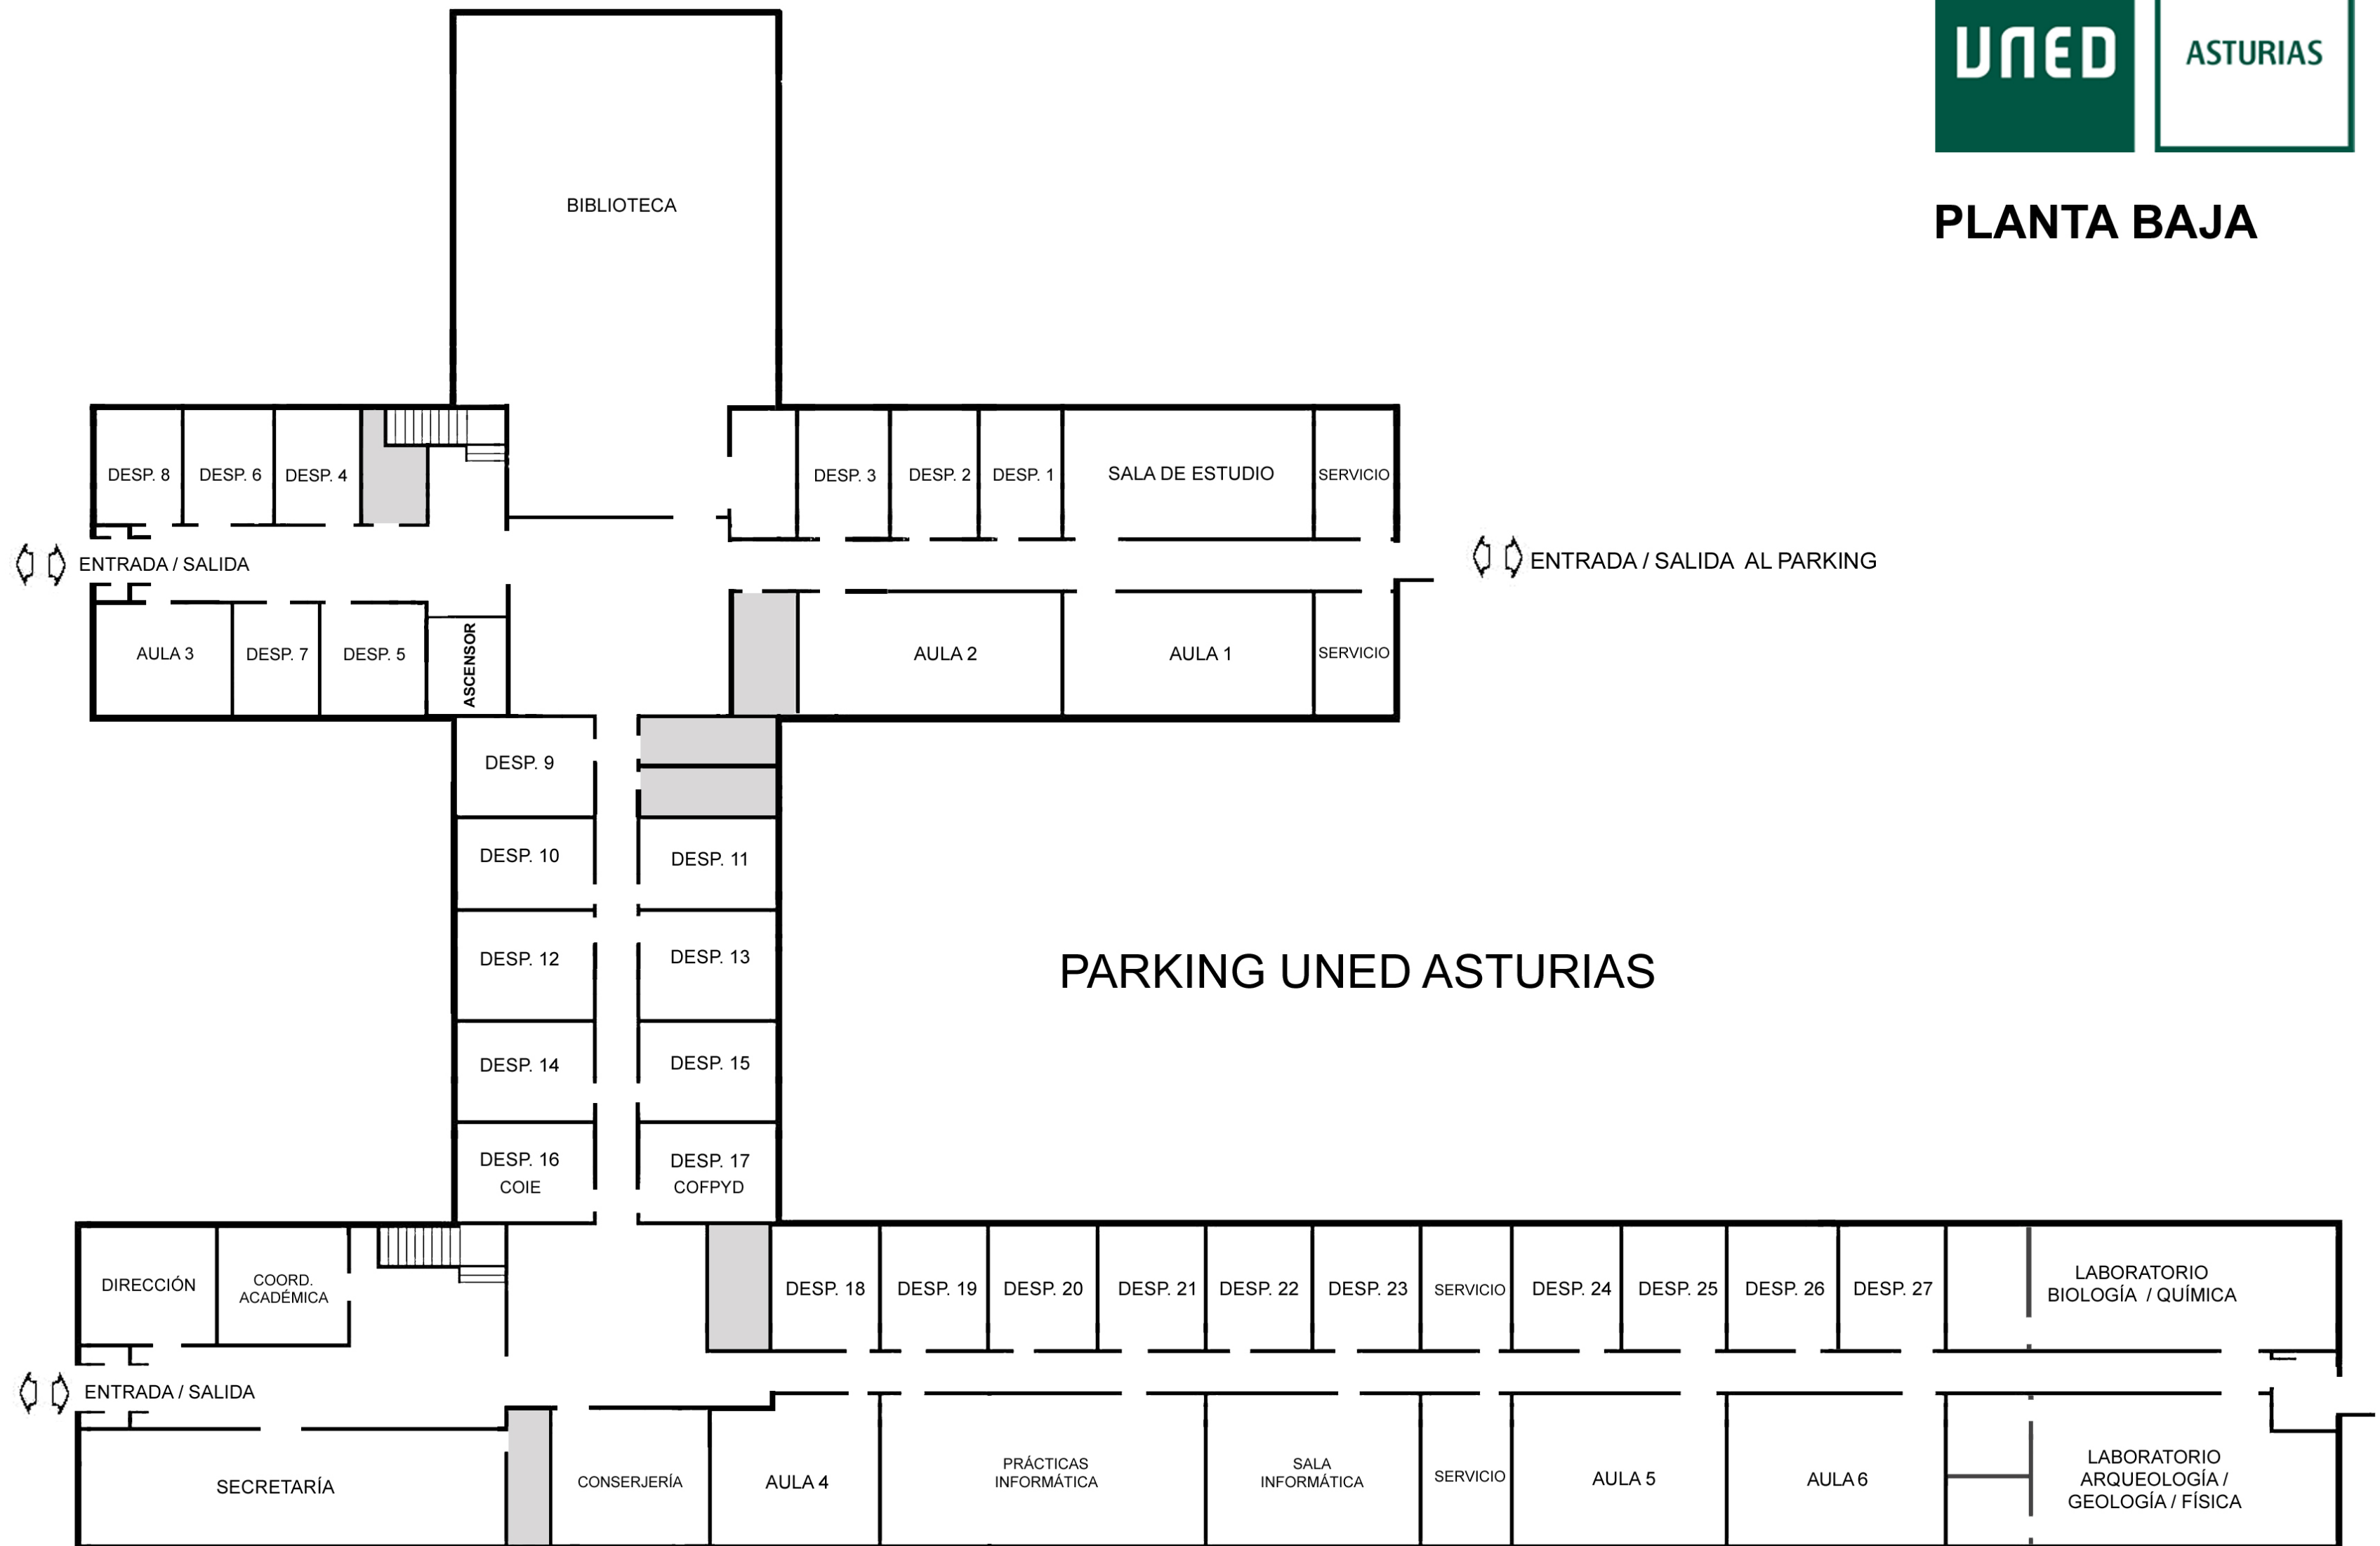 UNED
ASTURIAS
PLANTA BAJA
BIBLIOTECA
DESP. 8
DESP. 6
DESP. 4
DESP. 3
DESP. 2
DESP. 1
SALA DE ESTUDIO
SERVICIO
ENTRADA / SALIDA
ENTRADA / SALIDA AL PARKING
AULA 3
DESP. 7
DESP. 5
ASCENSOR
AULA 2
AULA 1
SERVICIO
DESP. 9
DESP. 10
DESP. 11
DESP. 12
DESP. 13
PARKING UNED ASTURIAS
DESP. 14
DESP. 15
DESP. 16
COIE
DESP. 17
COFPYD
DIRECCIÓN
COORD.
ACADÉMICA
DESP. 18
DESP. 19
DESP. 20
DESP. 21
DESP. 22
DESP. 23
SERVICIO
DESP. 24
DESP. 25
DESP. 26
DESP. 27
LABORATORIO
BIOLOGÍA / QUÍMICA
ENTRADA / SALIDA
SECRETARÍA
CONSERJERÍA
AULA 4
PRÁCTICAS
INFORMÁTICA
SALA
INFORMÁTICA
SERVICIO
AULA 5
AULA 6
LABORATORIO
ARQUEOLOGÍA /
GEOLOGÍA / FÍSICA